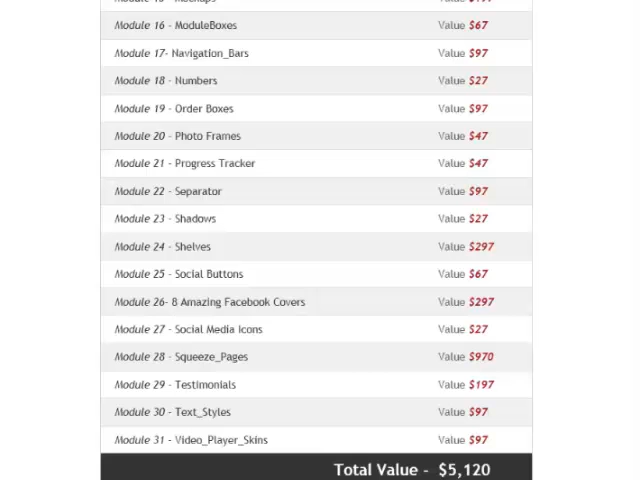 Module 16 - ModuleBoxes Value $67
Module 17- Navigation_Bars Value $97
Module 18 - Numbers Value $27
Module 19 - Order Boxes Value $97
Module 20 - Photo Frames Value $47
Module 21 - Progress Tracker Value $47
Module 22 - Separator Value $97
Module 23 - Shadows Value $27
Module 24 - Shelves Value $297
Module 25 - Social Buttons Value $67
Module 26- 8 Amazing Facebook Covers Value $297
Module 27 - Social Media Icons Value $27
Module 28 - Squeeze_Pages Value $970
Module 29 - Testimonials Value $197
Module 30 - Text_Styles Value $97
Module 31 - Video_Player_Skins Value $97
Total Value - $5,120